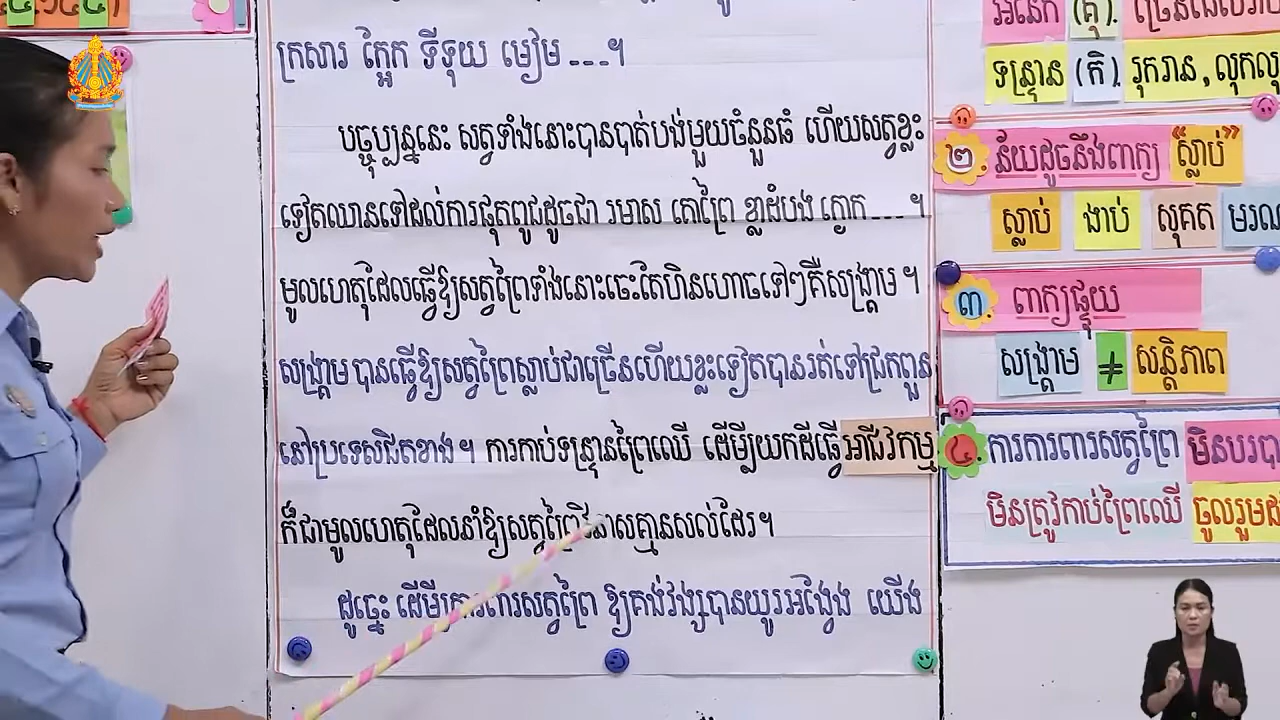 ក្រសារ ក្អែក ទីទុយ មៀម ---។
បច្ចុប្បន្ននេះ សត្វទាំងនោះបានបាត់បង់មួយចំនួនធំ ហើយសត្វខ្លះ
ទៀតឈានទៅដល់ការផុតពូជដូចជា រមាស គោព្រៃ ខ្លាដំបង ត្មោក --- ។
មូលហេតុដែលធ្វើឱ្យសត្វព្រៃទាំងនោះចេះតែហិនហោចទៅៗគឺសង្គ្រាម ។
សង្គ្រាម បានធ្វើឱ្យសត្វព្រៃស្លាប់ជាច្រើនហើយខ្លះទៀតបានរត់ទៅជ្រកពួន
នៅប្រទេសជិតខាង ។ ការកាប់ទន្ទ្រានព្រៃឈើ ដើម្បីយកដីធ្វើអាជីវកម្ម
ក៏ជាមូលហេតុដែលនាំឱ្យសត្វព្រៃវិនាសគ្មានសល់ដែរ។
ដូច្នេះ ដើម្បីការពារសត្វព្រៃ ឱ្យគង់វង្សបានយូរអង្វែង យើង
អនេក (គុ).
ទន្ទ្រាន (កិ). រុករាន, លុកលុ
២. ន័យដូចនឹងពាក្យ "ស្លាប់"
ស្លាប់ ងាប់ សុគត មរណ
៣. ពាក្យផ្ទុយ
សង្គ្រាម ≠ សន្តិភាព
៤. ការការពារសត្វព្រៃ មិនបរបា
មិនត្រូវកាប់ព្រៃឈើ ចូលរួមដ